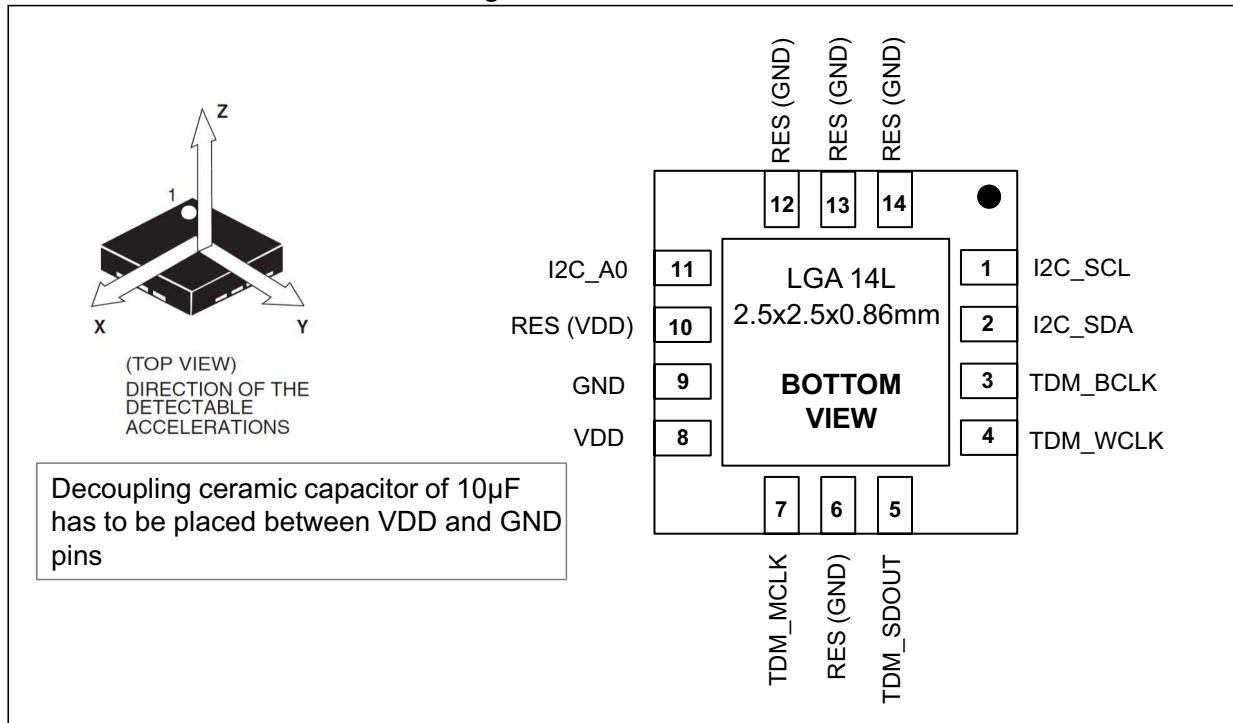 g
Z
1
X
Y
(TOP VIEW)
DIRECTION OF THE
DETECTABLE
ACCELERATIONS
Decoupling ceramic capacitor of 10µF
has to be placed between VDD and GND
pins
RES (GND)
RES (GND)
RES (GND)
12
13
14
I2C_A0
11
RES (VDD)
10
GND
9
VDD
8
LGA 14L
2.5x2.5x0.86mm
BOTTOM
VIEW
1
I2C_SCL
2
I2C_SDA
3
TDM_BCLK
4
TDM_WCLK
7
6
5
TDM_MCLK
RES (GND)
TDM_SDOUT